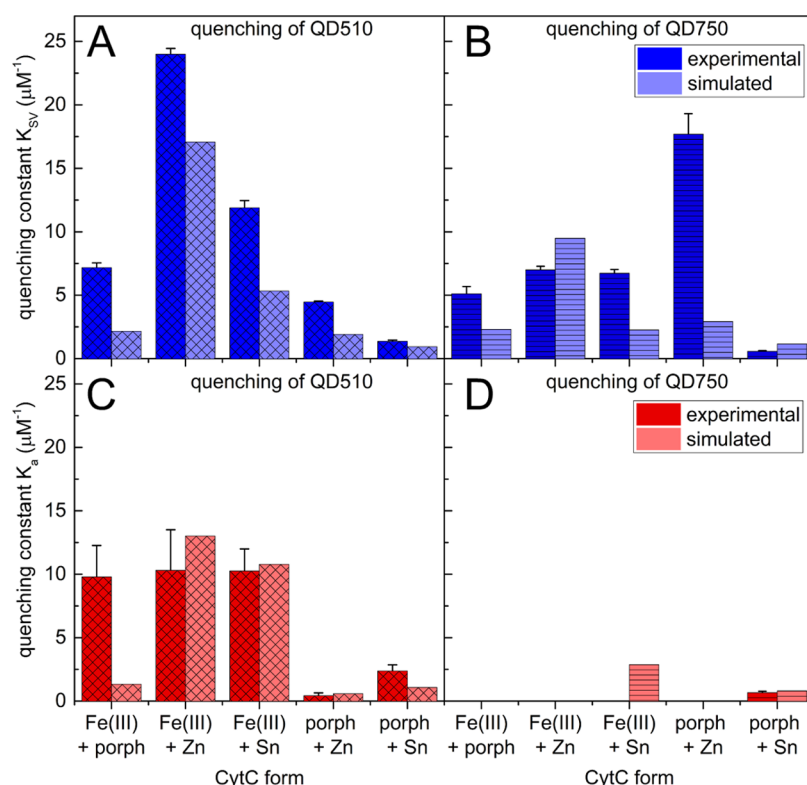 A
quenching of QD510
B
quenching of QD750
experimental
simulated
quenching constant K_SV (µM⁻¹)
25
20
15
10
5
0
C
quenching of QD510
D
quenching of QD750
experimental
simulated
quenching constant K_a (µM⁻¹)
25
20
15
10
5
0
Fe(III) + porph
Fe(III) + Zn
Fe(III) + Sn
porph + Zn
porph + Sn
Fe(III) + porph
Fe(III) + Zn
Fe(III) + Sn
porph + Zn
porph + Sn
CytC form
CytC form